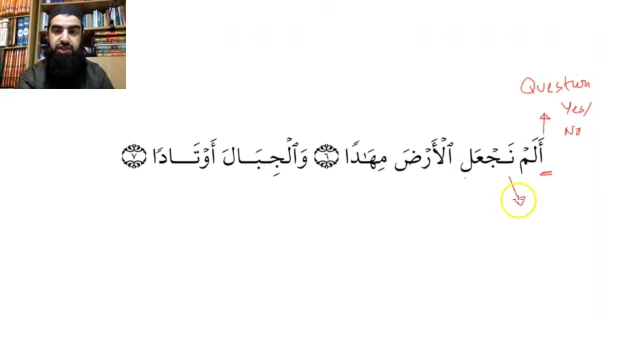 Question
Yes/
No
أَلَمْ نَجْعَلِ ٱلْأَرْضَ مِهَـٰدًا ٦ وَٱلْجِبَالَ أَوْتَادًا ٧